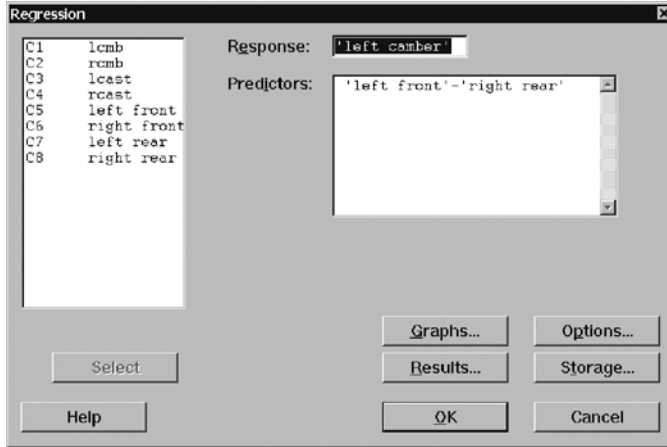 Regression
C1 lcmb
C2 rcmb
C3 lcast
C4 rcast
C5 left front
C6 right front
C7 left rear
C8 right rear
Response: 'left camber'
Predictors: 'left front'-'right rear'
Graphs... Options...
Select Results... Storage...
Help OK Cancel